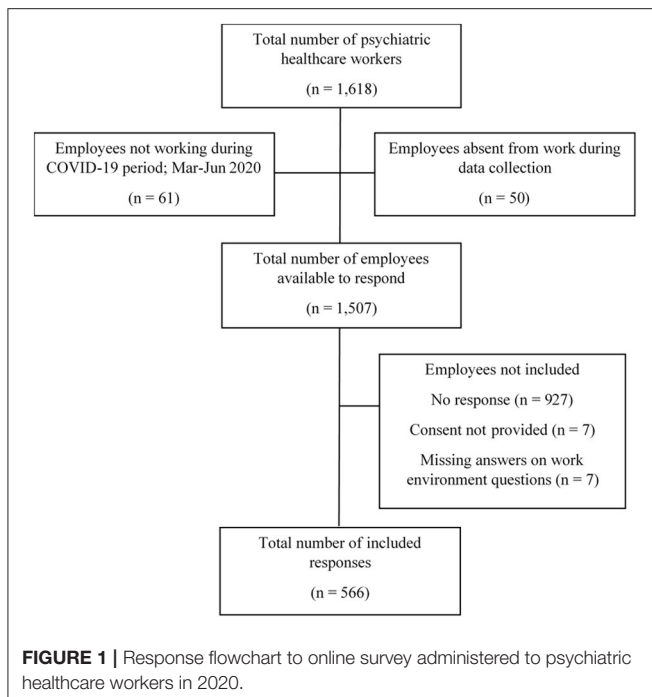 Total number of psychiatric
healthcare workers
(n = 1,618)
Employees not working during
COVID-19 period; Mar-Jun 2020
(n = 61)
Employees absent from work during
data collection
(n = 50)
Total number of employees
available to respond
(n = 1,507)
Employees not included
No response (n = 927)
Consent not provided (n = 7)
Missing answers on work
environment questions (n = 7)
Total number of included
responses
(n = 566)
FIGURE 1 | Response flowchart to online survey administered to psychiatric
healthcare workers in 2020.